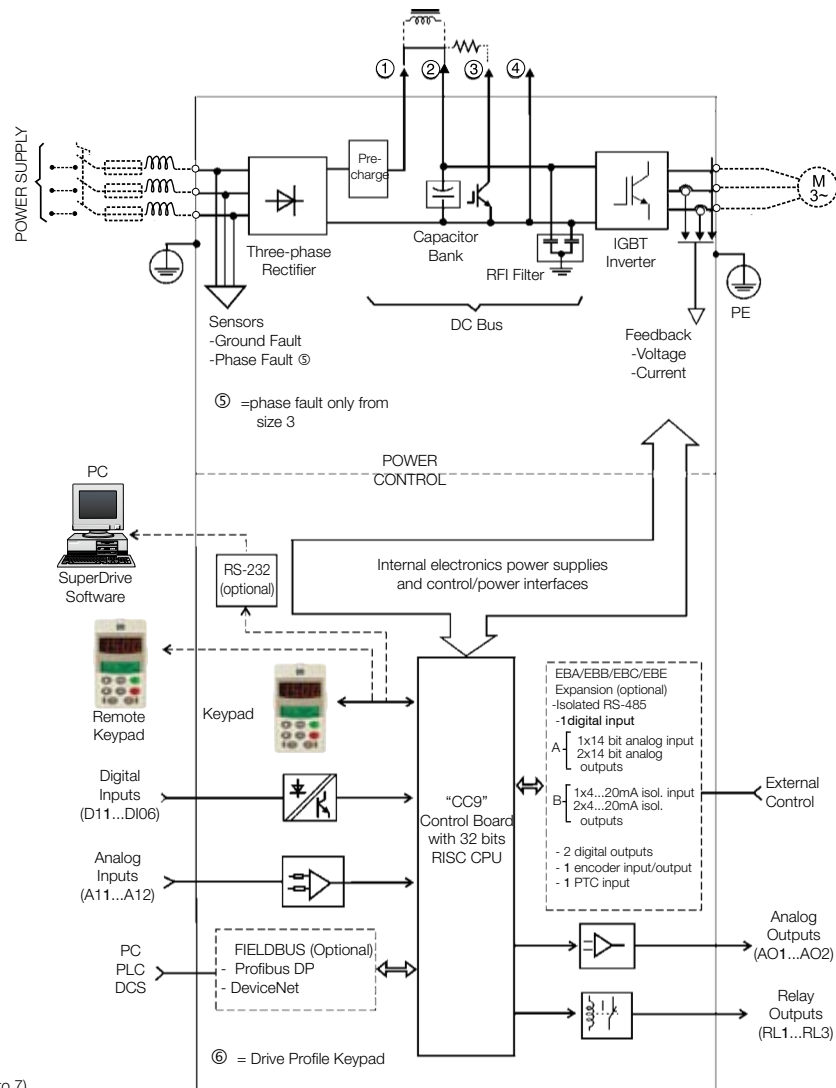 ① ② ③ ④
POWER SUPPLY
Pre-
charge
M
3~
Three-phase
Rectifier
Capacitor
Bank
RFI Filter
IGBT
Inverter
PE
DC Bus
Sensors
-Ground Fault
-Phase Fault ⑤
Feedback
-Voltage
-Current
⑤ =phase fault only from
size 3
POWER
CONTROL
PC
SuperDrive
Software
RS-232
(optional)
Internal electronics power supplies
and control/power interfaces
Remote
Keypad
Keypad
EBA/EBB/EBC/EBE
Expansion (optional)
-Isolated RS-485
-1digital input
A- 1x14 bit analog input
2x14 bit analog
outputs
B- 1x4...20mA isol. input
2x4...20mA isol.
outputs
- 2 digital outputs
- 1 encoder input/output
- 1 PTC input
External
Control
Digital
Inputs
(D11...DI06)
"CC9"
Control Board
with 32 bits
RISC CPU
Analog
Inputs
(A11...A12)
Analog
Outputs
(AO1...AO2)
PC
PLC
DCS
FIELDBUS (Optional)
- Profibus DP
- DeviceNet
Relay
Outputs
(RL1...RL3)
⑥ = Drive Profile Keypad
to 7)